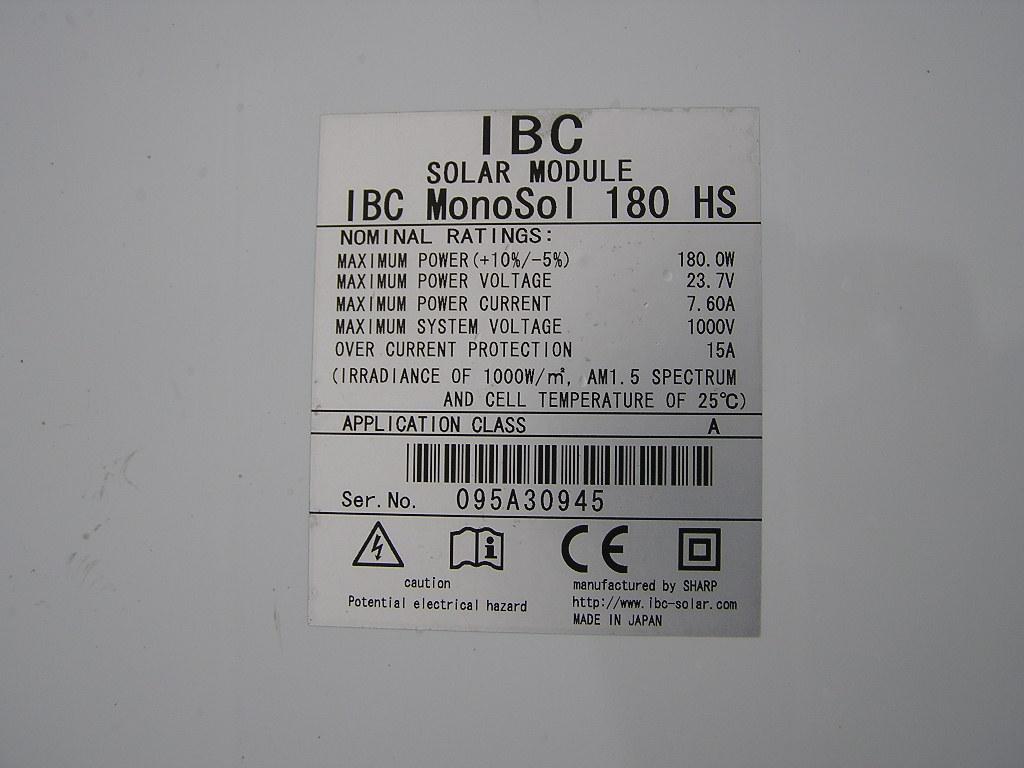 IBC
SOLAR MODULE
IBC MonoSol 180 HS
NOMINAL RATINGS:
MAXIMUM POWER(+10%/-5%) 180.0W
MAXIMUM POWER VOLTAGE 23.7V
MAXIMUM POWER CURRENT 7.60A
MAXIMUM SYSTEM VOLTAGE 1000V
OVER CURRENT PROTECTION 15A
(IRRADIANCE OF 1000W/㎡, AM1.5 SPECTRUM
AND CELL TEMPERATURE OF 25℃)
APPLICATION CLASS A
Ser.No. 095A30945
CE
caution
Potential electrical hazard
manufactured by SHARP
http://www.ibc-solar.com
MADE IN JAPAN